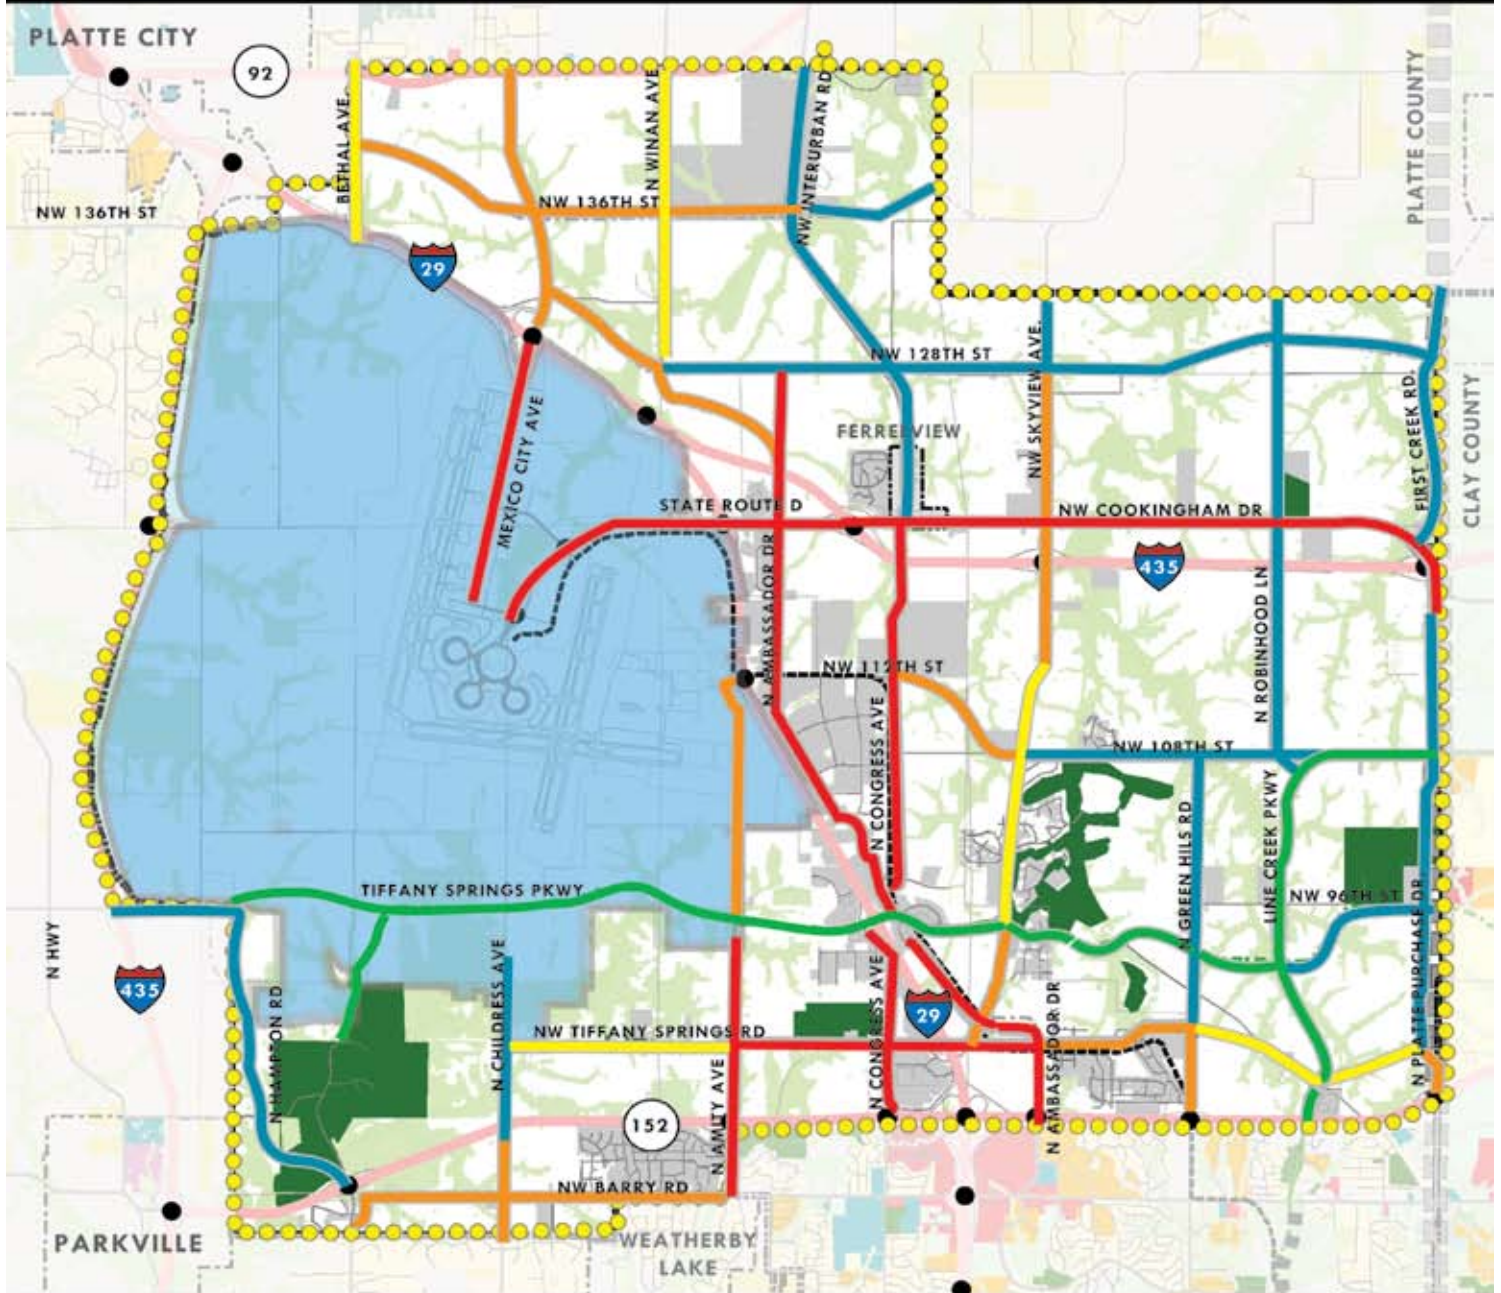 PLATTE CITY
92
BETHAL AVE.
N WINAN AVE
NW INTERURBAN RD
PLATTE COUNTY
NW 136TH ST
NW 136TH ST
29
NW 128TH ST
NW SKYVIEW AVE.
FIRST CREEK RD.
CLAY COUNTY
MEXICO CITY AVE
FERRELVIEW
STATE ROUTE D
NW COOKINGHAM DR
435
N AMBASSADOR DR
N ROBINHOOD LN
NW 112TH ST
N CONGRESS AVE
NW 108TH ST
N GREEN HILS RD
LINE CREEK PKWY
TIFFANY SPRINGS PKWY
NW 96TH ST
N HWY
435
N HAMPTON RD
N CHILDRESS AVE
NW TIFFANY SPRINGS RD
N CONGRESS AVE
29
N AMBASSADOR DR
N PLATTE PURCHASE DR
N AMITY AVE
152
NW BARRY RD
PARKVILLE
WEATHERBY
LAKE